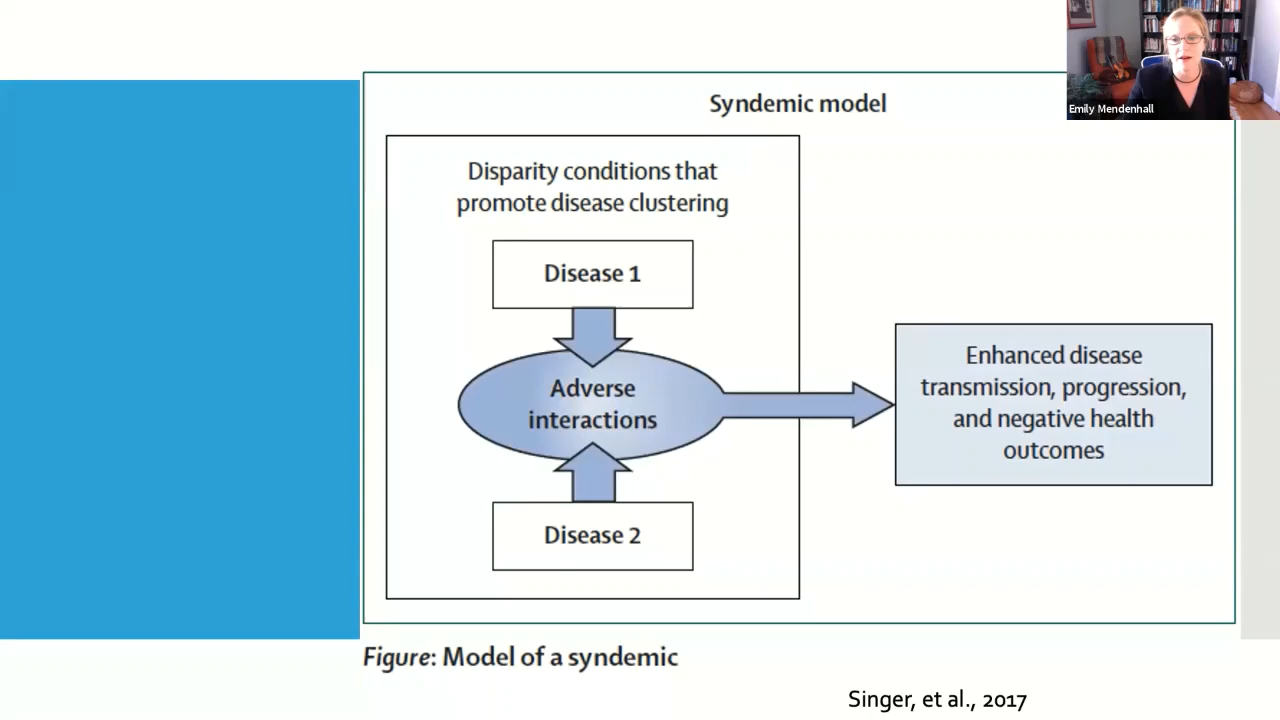 Syndemic model
Emily Mendenhall
Disparity conditions that
promote disease clustering
Disease 1
Adverse
interactions
Disease 2
Enhanced disease
transmission, progression,
and negative health
outcomes
Figure: Model of a syndemic
Singer, et al., 2017